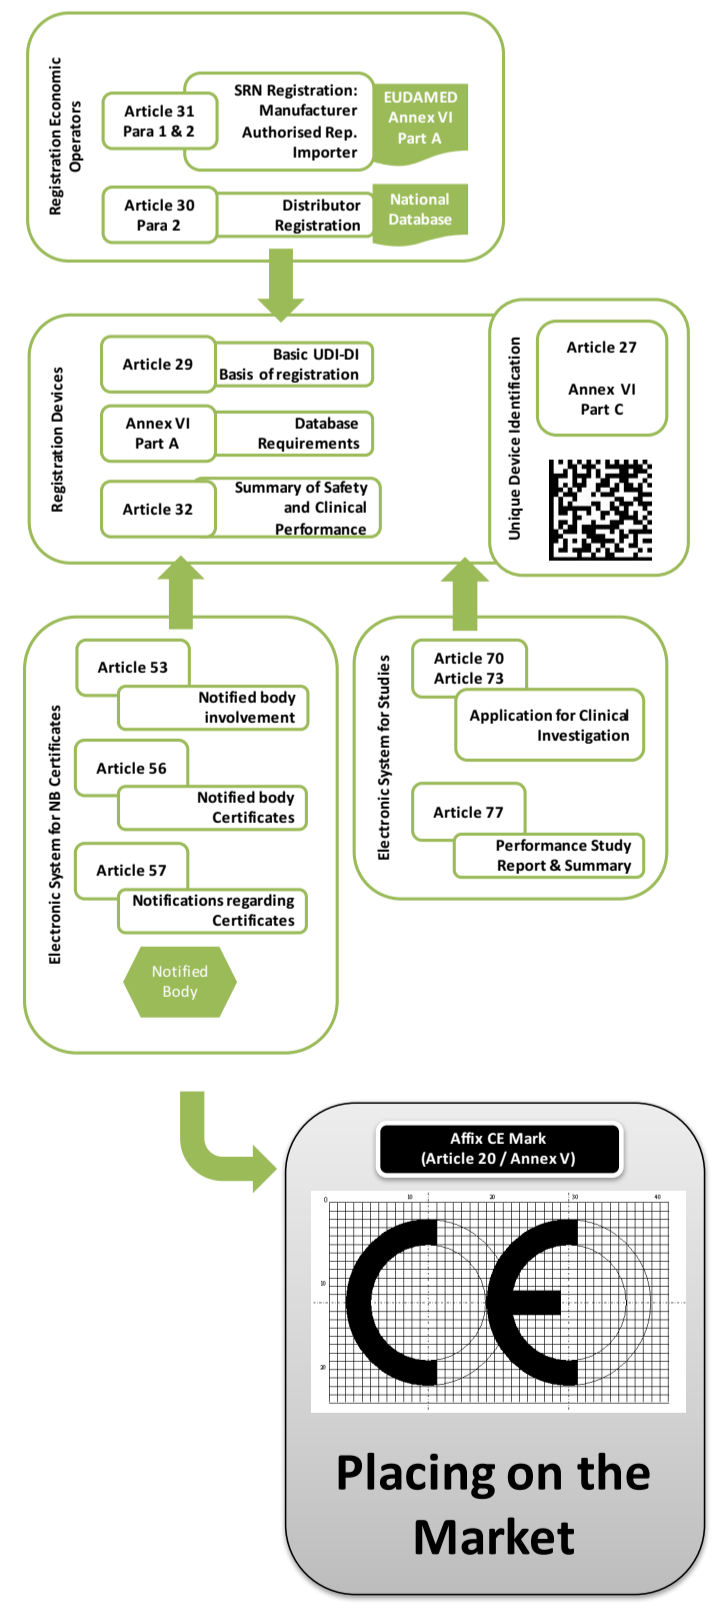 Registration Economic
Operators
Article 31
Para 1 & 2
SRN Registration:
Manufacturer
Authorised Rep.
Importer
EUDAMED
Annex VI
Part A
Article 30
Para 2
Distributor
Registration
National
Database
Registration Devices
Article 29
Basic UDI-DI
Basis of registration
Annex VI
Part A
Database
Requirements
Article 32
Summary of Safety
and Clinical
Performance
Unique Device Identification
Article 27
Annex VI
Part C
Electronic System for NB Certificates
Article 53
Notified body
involvement
Article 56
Notified body
Certificates
Article 57
Notifications regarding
Certificates
Notified
Body
Electronic System for Studies
Article 70
Article 73
Application for Clinical
Investigation
Article 77
Performance Study
Report & Summary
Affix CE Mark
(Article 20 / Annex V)
0 10 20 30 40
10
20
CE
Placing on the
Market